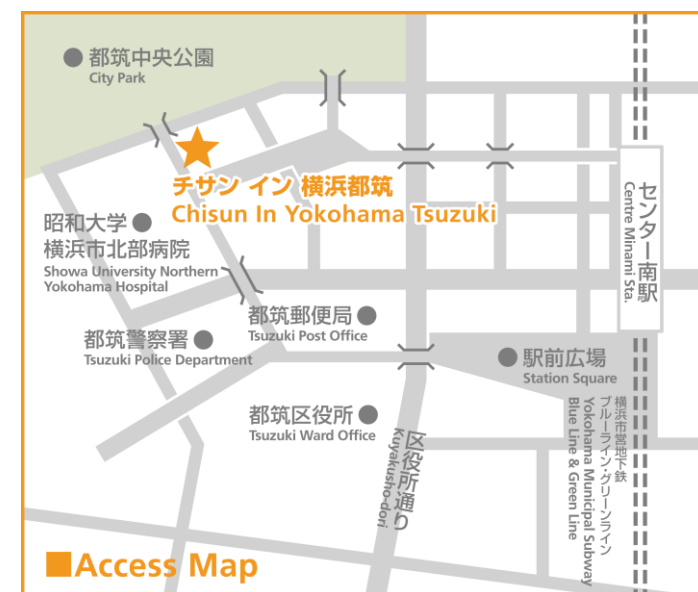 都筑中央公園
City Park
チサン イン 横浜都筑
Chisun In Yokohama Tsuzuki
センター南駅
Centre Minami Sta.
昭和大学
横浜市北部病院
Showa University Northern
Yokohama Hospital
都筑郵便局
Tsuzuki Post Office
都筑警察署
Tsuzuki Police Department
駅前広場
Station Square
都筑区役所
Tsuzuki Ward Office
区役所通り
Kuyakusho-dori
横浜市営地下鉄
ブルーライン・グリーンライン
Yokohama Municipal Subway
Blue Line & Green Line
■Access Map